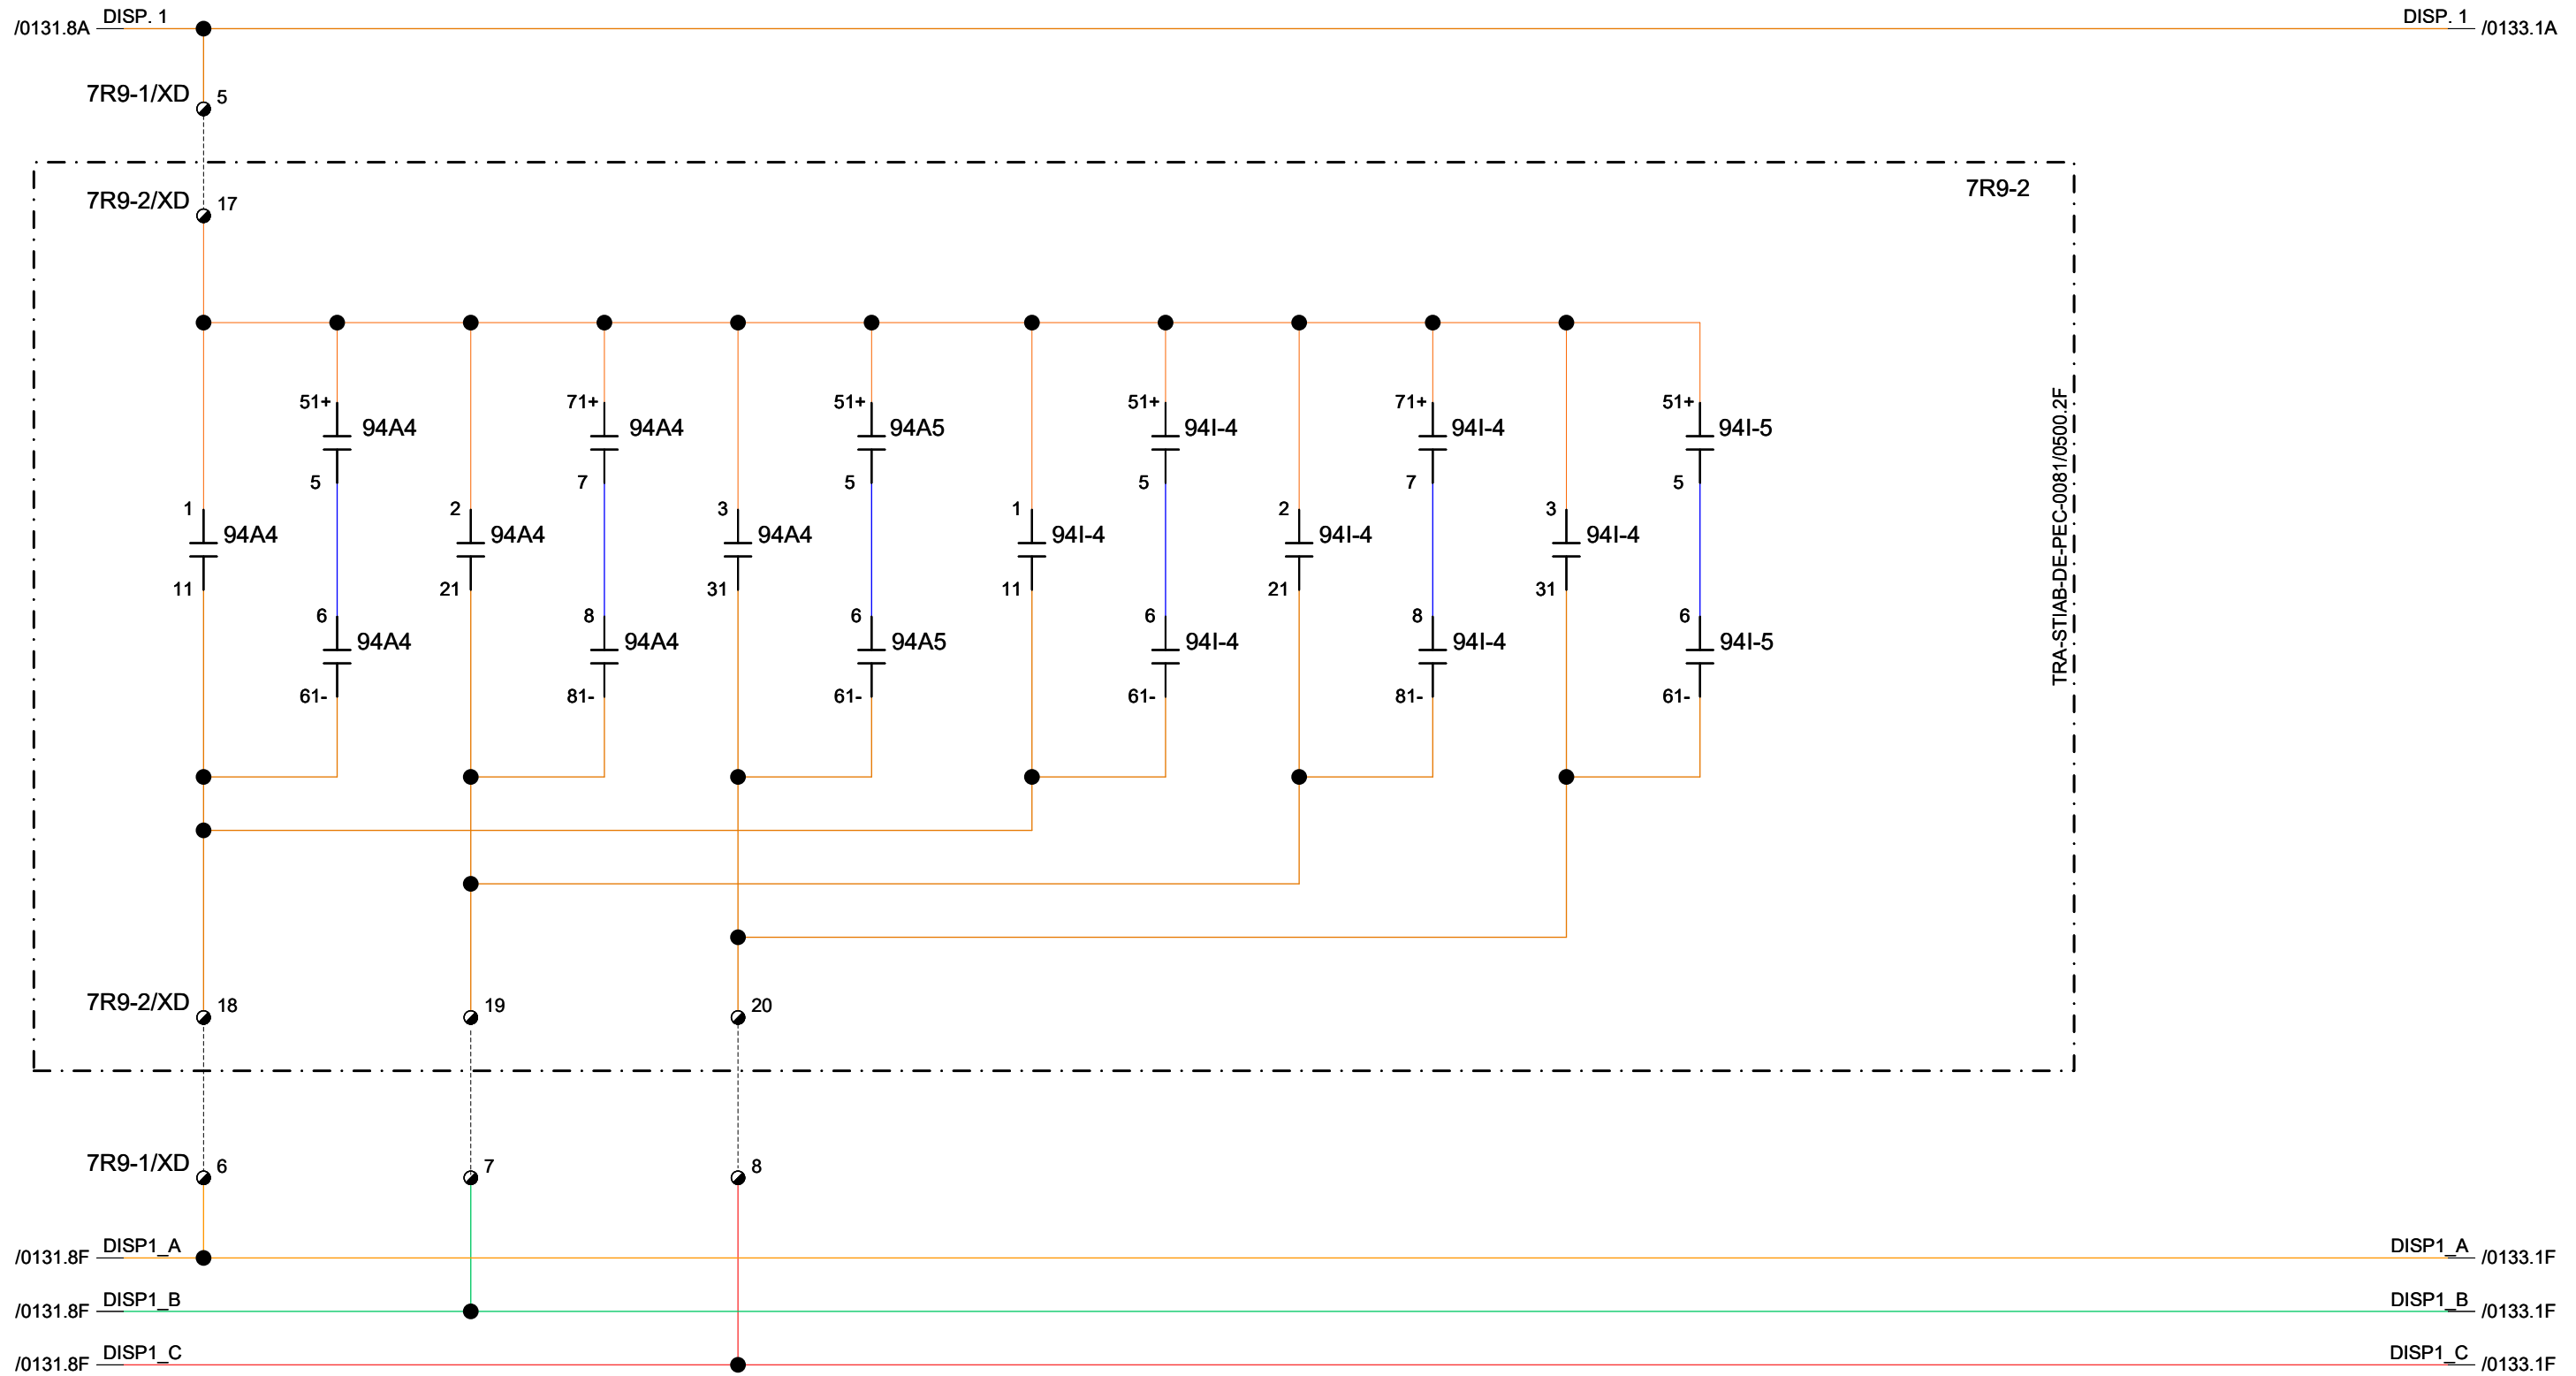 DISP. 1 DISP. 1
/0131.8A /0133.1A
7R9-1/XD 5
7R9-2
7R9-2/XD 17
51+ 71+ 51+ 51+ 71+ 51+
94A4 94A4 94A5 94I-4 94I-4 94I-5
5 7 5 5 7 5
1 2 3 1 2 3
94A4 94A4 94A4 94I-4 94I-4 94I-4
11 21 31 11 21 31
6 8 6 6 8 6
94A4 94A4 94A5 94I-4 94I-4 94I-5
61- 81- 61- 61- 81- 61-
TRA-STIAB-DE-PEC-0081/0500.2F
7R9-2/XD 18 19 20
7R9-1/XD 6 7 8
DISP1_A DISP1_A
/0131.8F /0133.1F
DISP1_B DISP1_B
/0131.8F /0133.1F
DISP1_C DISP1_C
/0131.8F /0133.1F